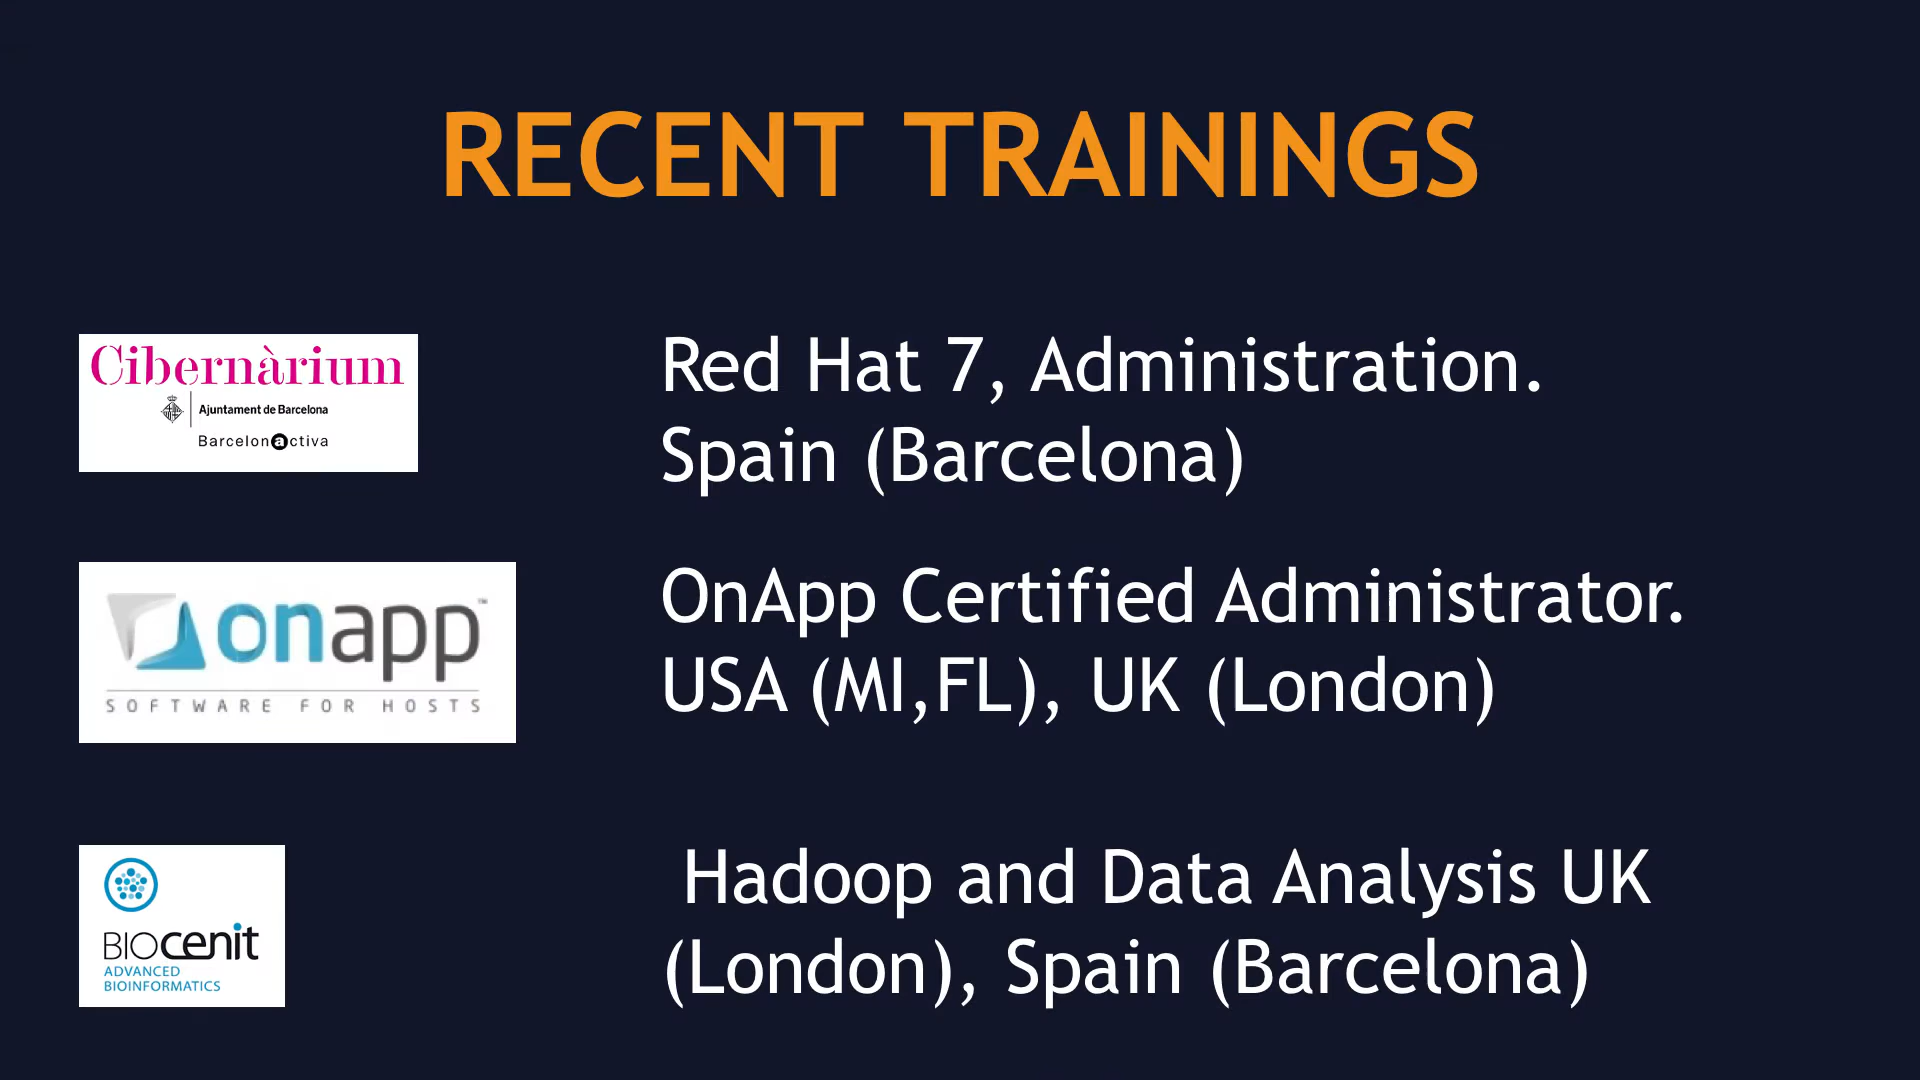 RECENT TRAININGS
Cibernàrium
Ajuntament de Barcelona
Barcelonactiva
Red Hat 7, Administration.
Spain (Barcelona)
onapp™
SOFTWARE FOR HOSTS
OnApp Certified Administrator.
USA (MI,FL), UK (London)
BIOcenit
ADVANCED
BIOINFORMATICS
Hadoop and Data Analysis UK
(London), Spain (Barcelona)